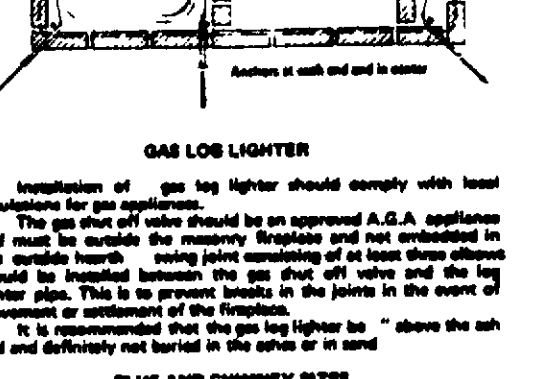 Anchors at each end and in center
GAS LOG LIGHTER
Installation of gas log lighter should comply with local
ulations for gas appliances.
The gas shut off valve should be an approved A.G.A appliance
must be outside the masonry fireplace and not embedded in
outside hearth swing joint consisting of at least three elbows
uld be installed between the gas shut off valve and the log
hter pipe. This is to prevent breaks in the joints in the event of
vement or settlement of the fireplace.
It is recommended that the gas log lighter be " above the ash
and definitely not buried in the ashes or in sand